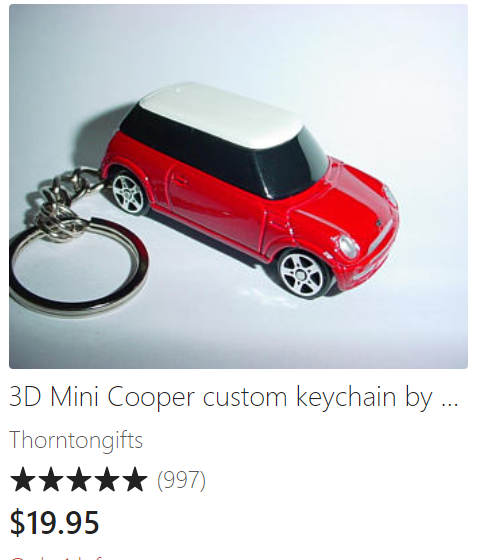 3D Mini Cooper custom keychain by ...
Thorntongifts
★★★★★ (997)
$19.95